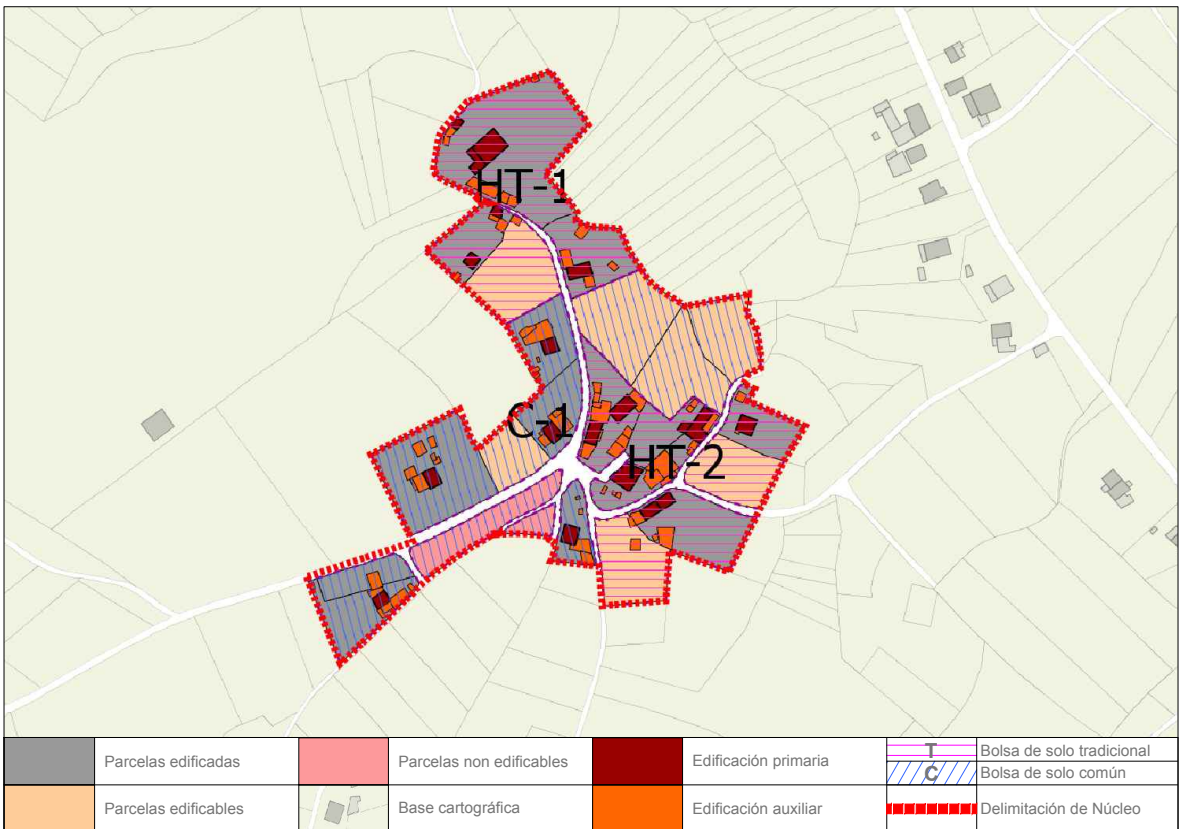 HT-1
C-1
HT-2
Parcelas edificadas
Parcelas non edificables
Edificación primaria
T
Bolsa de solo tradicional
C
Bolsa de solo común
Parcelas edificables
Base cartográfica
Edificación auxiliar
Delimitación de Núcleo